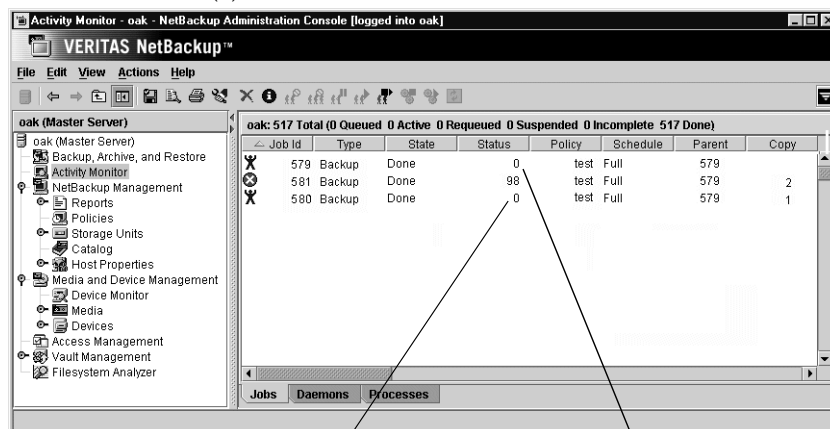 Activity Monitor - oak - NetBackup Administration Console [logged into oak]
VERITAS NetBackup™
File Edit View Actions Help
oak (Master Server)
oak (Master Server)
Backup, Archive, and Restore
Activity Monitor
NetBackup Management
Reports
Policies
Storage Units
Catalog
Host Properties
Media and Device Management
Device Monitor
Media
Devices
Access Management
Vault Management
Filesystem Analyzer
oak: 517 Total (0 Queued 0 Active 0 Requeued 0 Suspended 0 Incomplete 517 Done)
Job Id Type State Status Policy Schedule Parent Copy
579 Backup Done 0 test Full 579
581 Backup Done 98 test Full 579 2
580 Backup Done 0 test Full 579 1
Jobs Daemons Processes